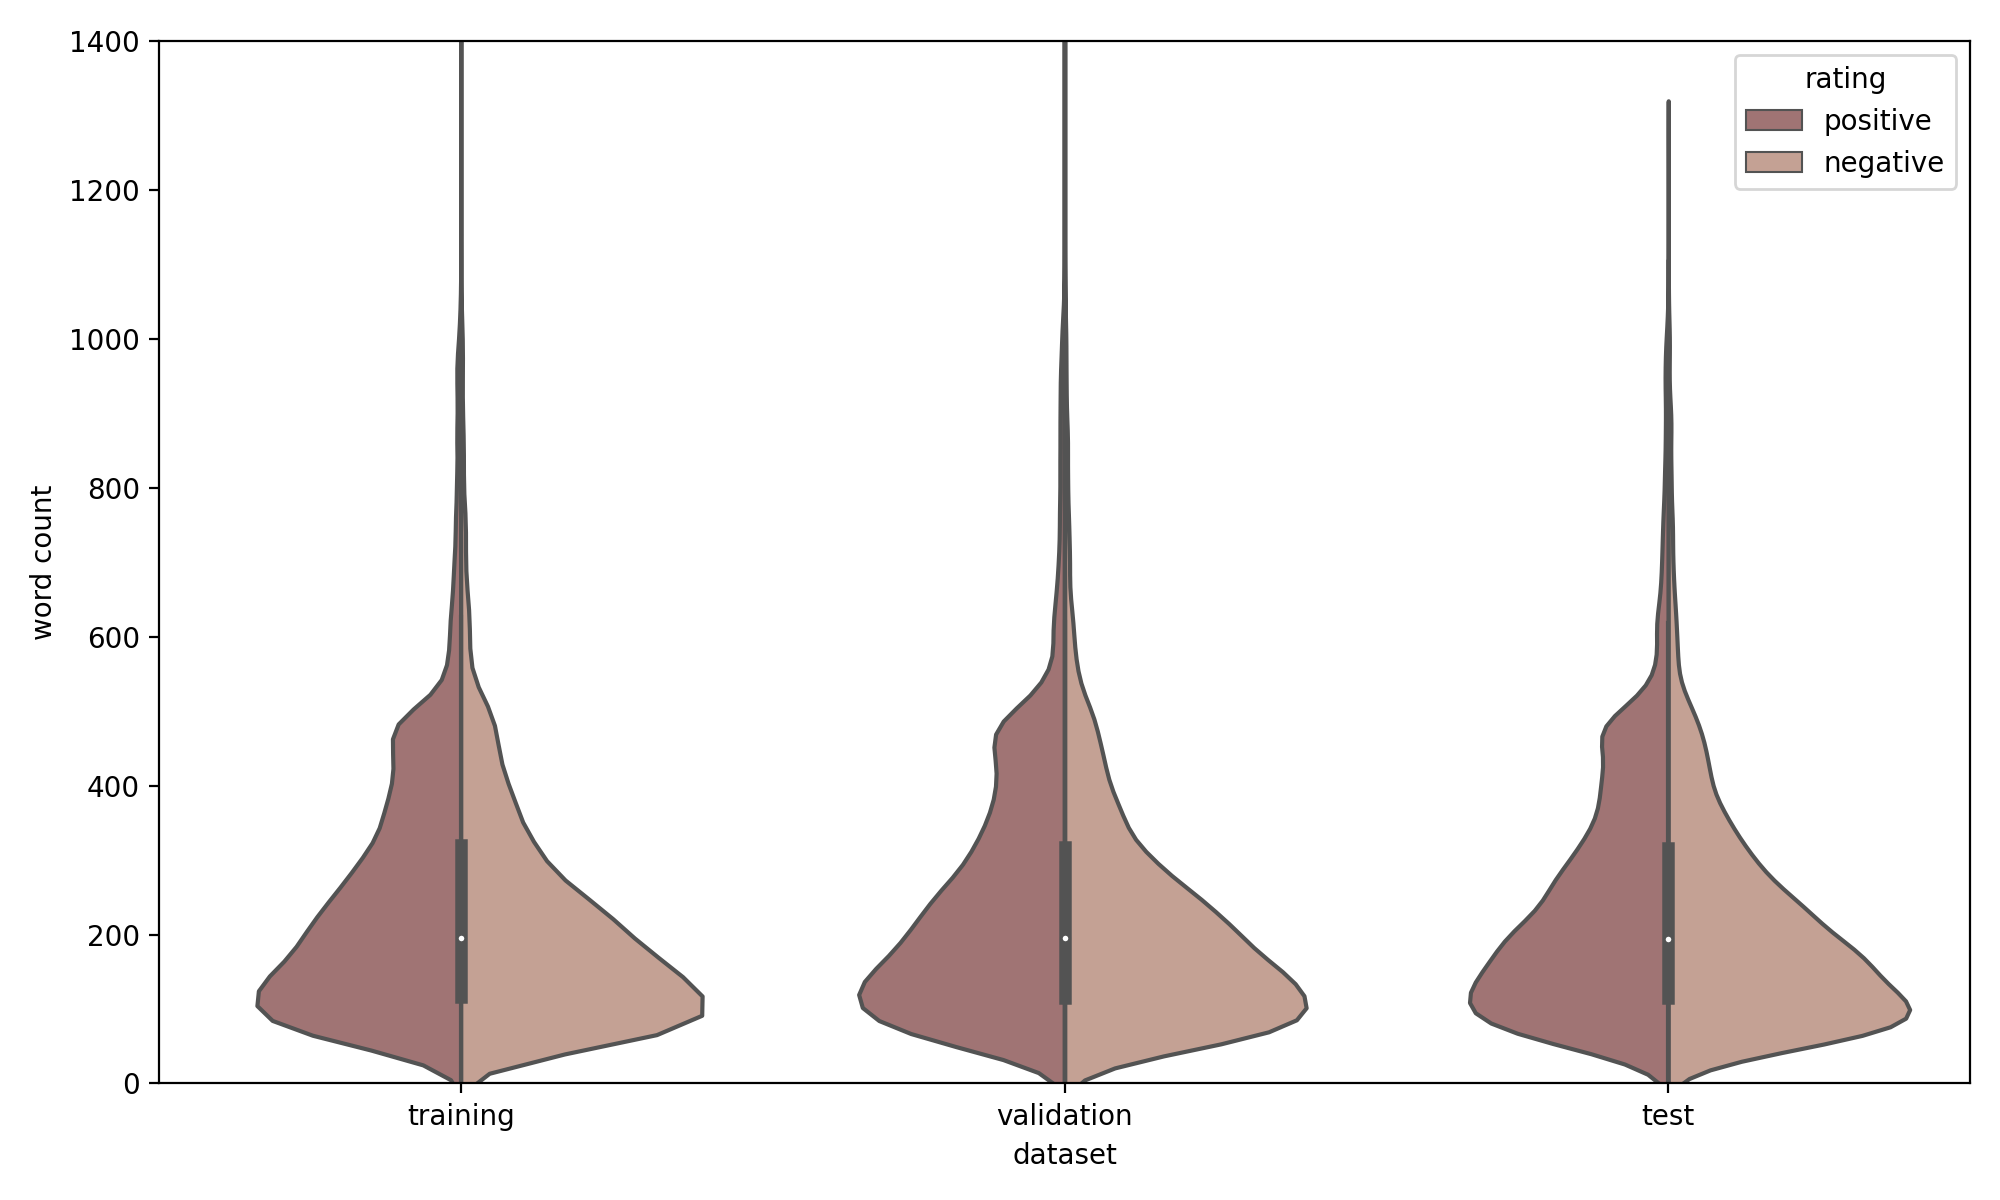 1400
1200
1000
800
600
400
200
0
word count
rating
positive
negative
training
validation
test
dataset